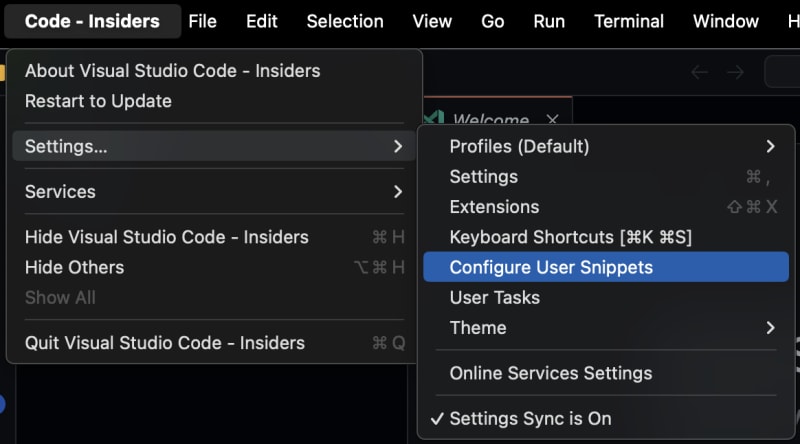 Code - Insiders File Edit Selection View Go Run Terminal Window
About Visual Studio Code - Insiders
Restart to Update
Settings...
Services
Hide Visual Studio Code - Insiders ⌘ H
Hide Others ⌥ ⌘ H
Show All
Quit Visual Studio Code - Insiders ⌘ Q
Welcome
Profiles (Default)
Settings ⌘ ,
Extensions ⇧ ⌘ X
Keyboard Shortcuts [⌘K ⌘S]
Configure User Snippets
User Tasks
Theme
Online Services Settings
✓ Settings Sync is On